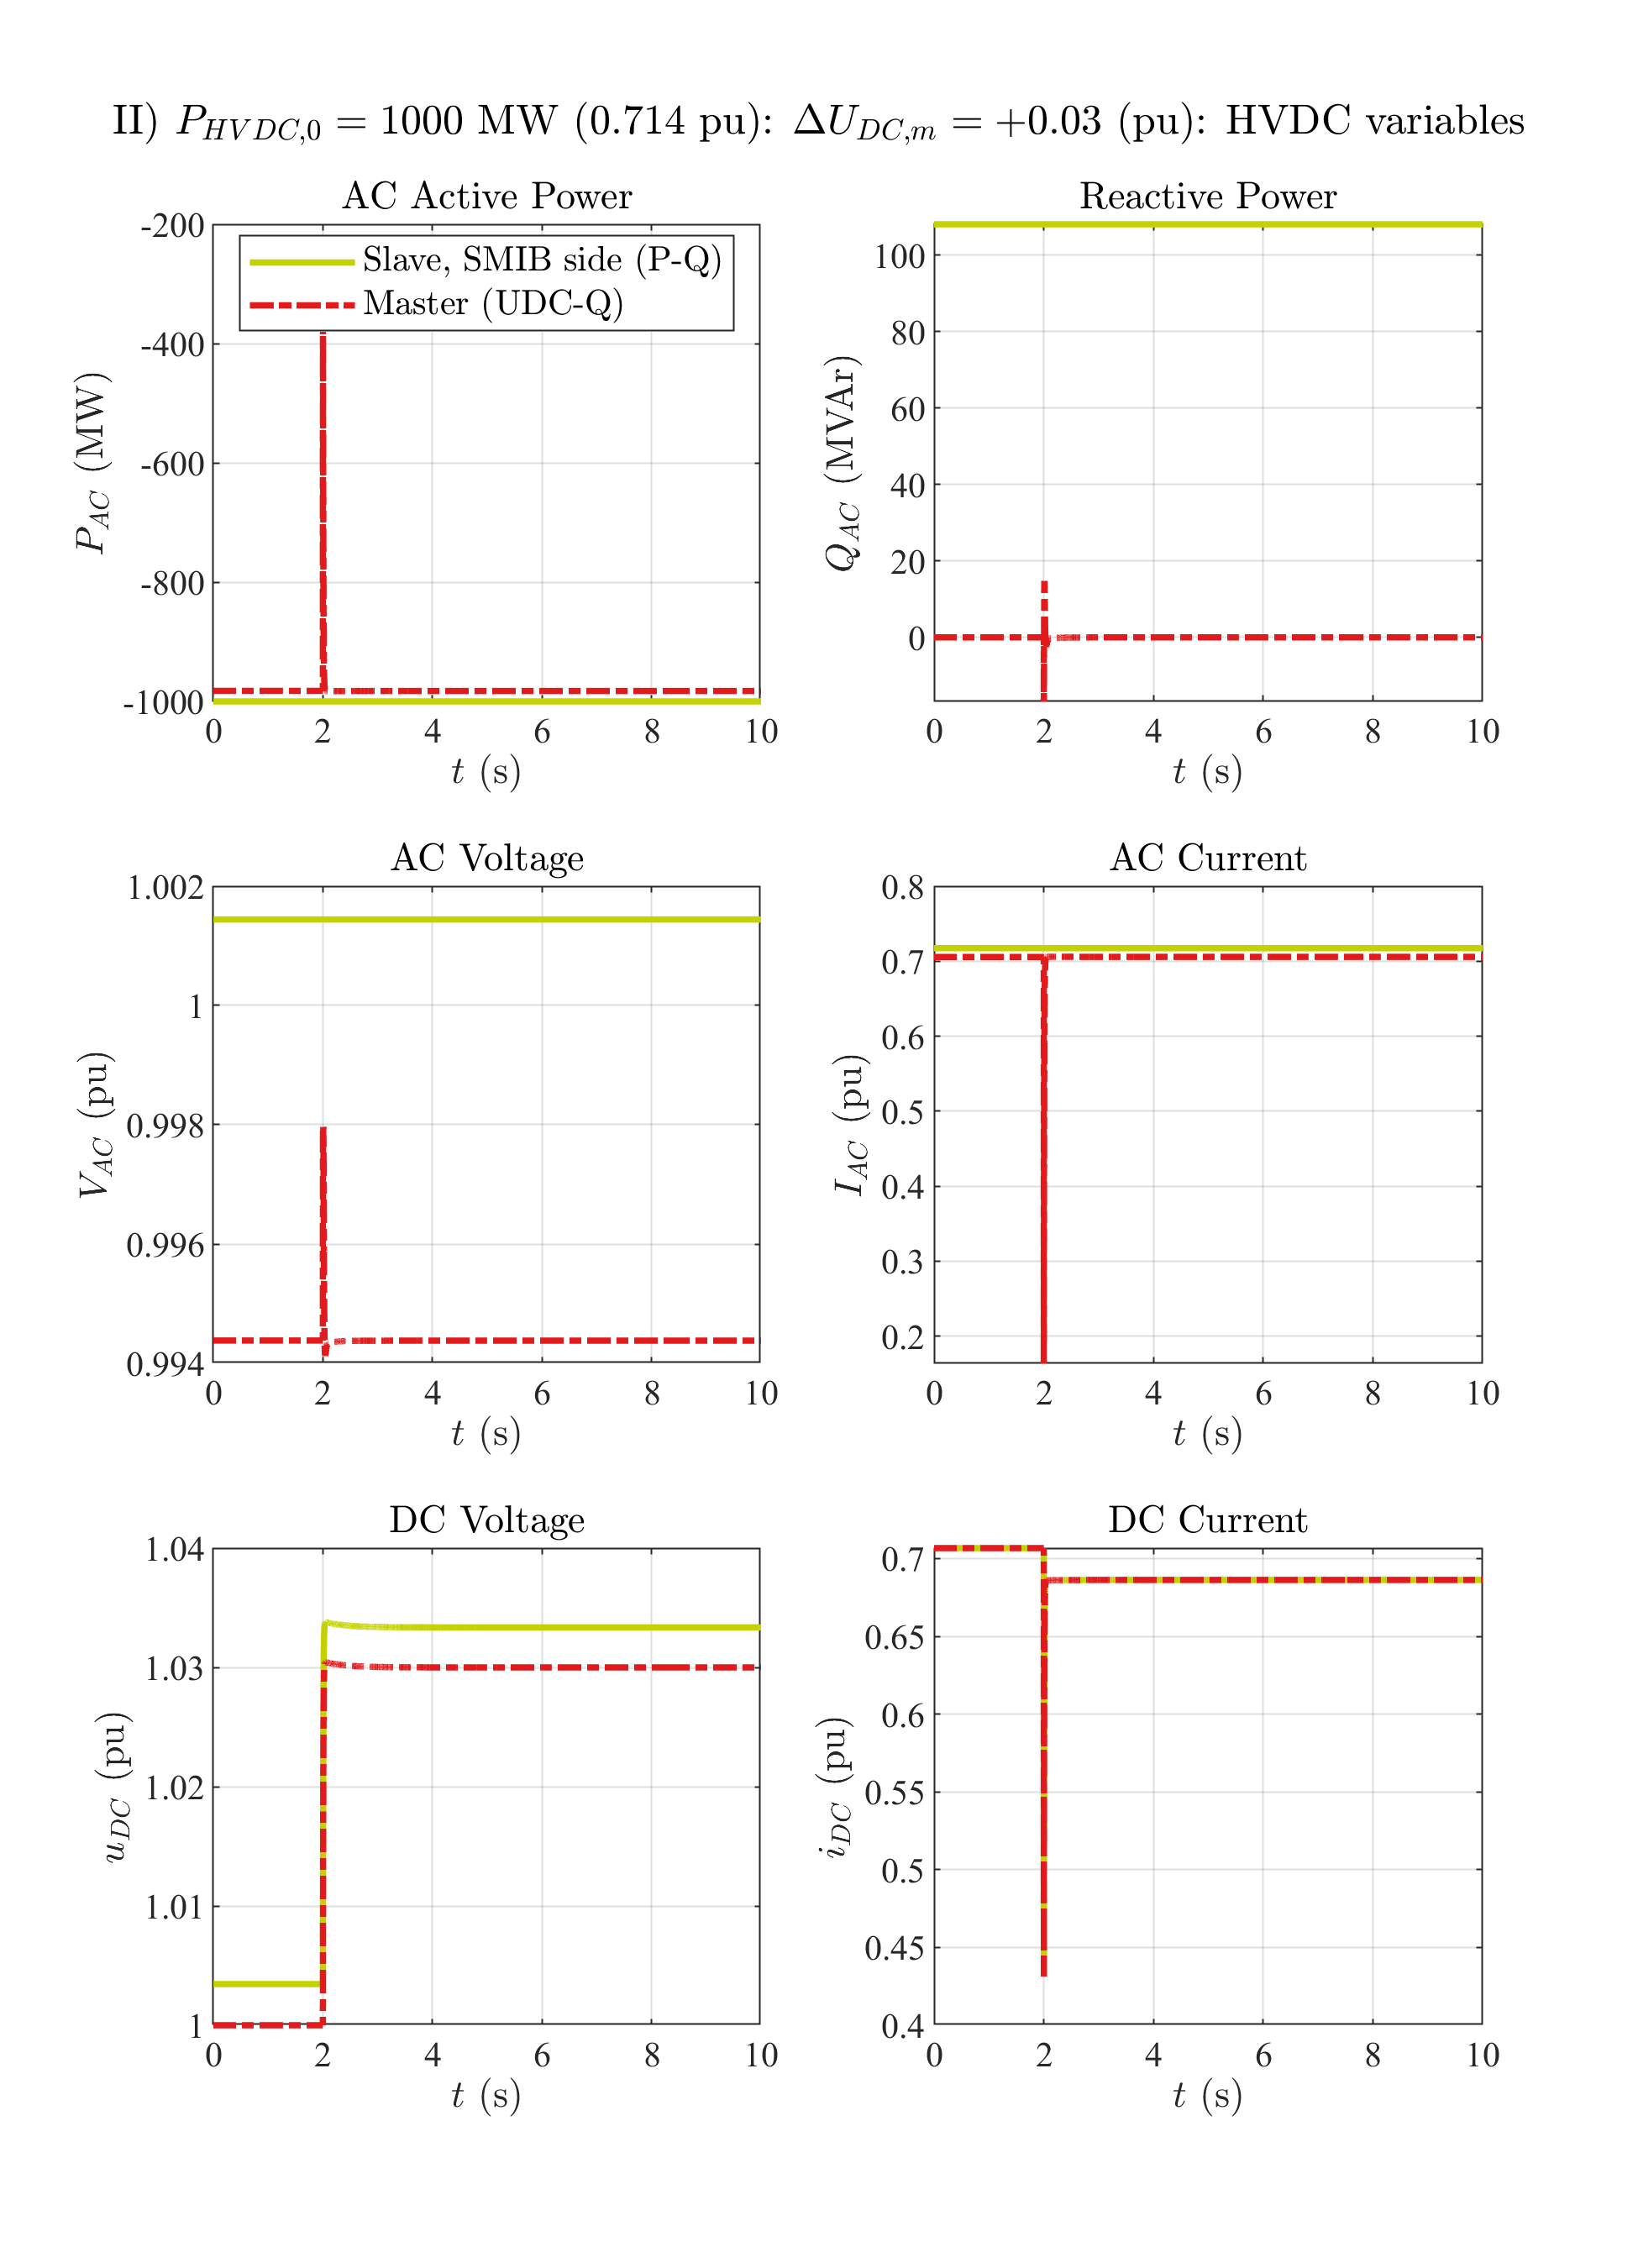 II) P_{HVDC,0} = 1000 MW (0.714 pu): ΔU_{DC,m} = +0.03 (pu): HVDC variables
AC Active Power
-200
-400
-600
-800
-1000
P_{AC} (MW)
Slave, SMIB side (P-Q)
Master (UDC-Q)
0 2 4 6 8 10
t (s)
Reactive Power
100
80
60
40
20
0
Q_{AC} (MVAr)
0 2 4 6 8 10
t (s)
AC Voltage
1.002
1
0.998
0.996
0.994
V_{AC} (pu)
0 2 4 6 8 10
t (s)
AC Current
0.8
0.7
0.6
0.5
0.4
0.3
0.2
I_{AC} (pu)
0 2 4 6 8 10
t (s)
DC Voltage
1.04
1.03
1.02
1.01
1
u_{DC} (pu)
0 2 4 6 8 10
t (s)
DC Current
0.7
0.65
0.6
0.55
0.5
0.45
0.4
i_{DC} (pu)
0 2 4 6 8 10
t (s)